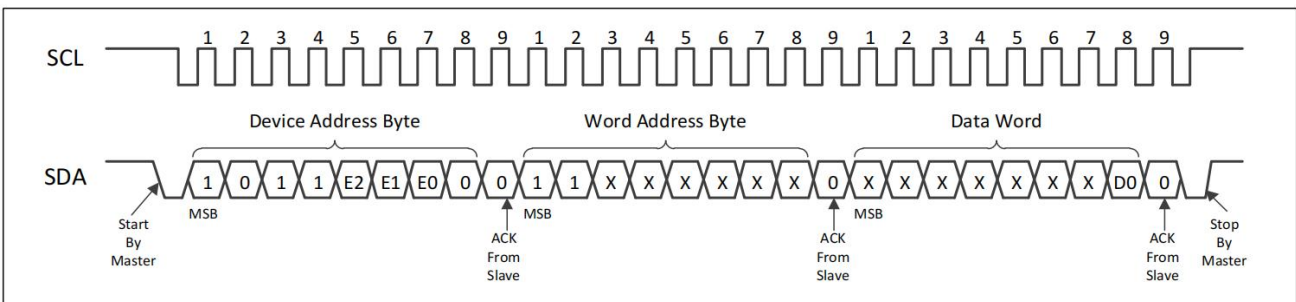 SCL 1 2 3 4 5 6 7 8 9 1 2 3 4 5 6 7 8 9 1 2 3 4 5 6 7 8 9
Device Address Byte Word Address Byte Data Word
SDA 1 0 1 1 E2 E1 E0 0 0 1 1 X X X X X X 0 X X X X X X X D0 0
MSB MSB MSB
Start
By
Master
ACK
From
Slave
ACK
From
Slave
ACK
From
Slave
Stop
By
Master